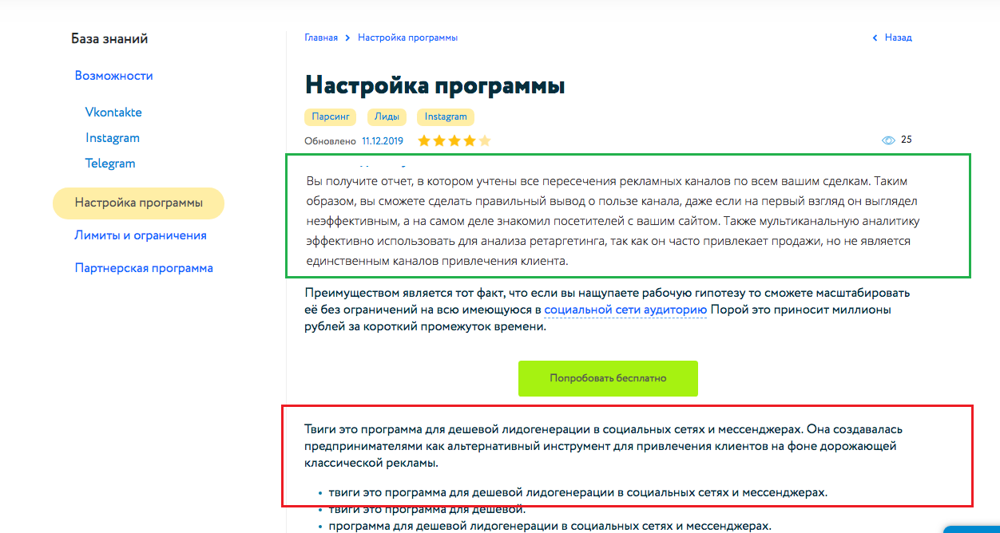 База знаний
Возможности
Vkontakte
Instagram
Telegram
Настройка программы
Лимиты и ограничения
Партнерская программа
Главная > Настройка программы
< Назад
Настройка программы
Парсинг Лиды Instagram
Обновлено 11.12.2019
25
Вы получите отчет, в котором учтены все пересечения рекламных каналов по всем вашим сделкам. Таким
образом, вы сможете сделать правильный вывод о пользе канала, даже если на первый взгляд он выглядел
неэффективным, а на самом деле знакомил посетителей с вашим сайтом. Также мультиканальную аналитику
эффективно использовать для анализа ретаргетинга, так как он часто привлекает продажи, но не является
единственным каналов привлечения клиента.
Преимуществом является тот факт, что если вы нащупаете рабочую гипотезу то сможете масштабировать
её без ограничений на всю имеющуюся в социальной сети аудиторию Порой это приносит миллионы
рублей за короткий промежуток времени.
Попробовать бесплатно
Твиги это программа для дешевой лидогенерации в социальных сетях и мессенджерах. Она создавалась
предпринимателями как альтернативный инструмент для привлечения клиентов на фоне дорожающей
классической рекламы.
• твиги это программа для дешевой лидогенерации в социальных сетях и мессенджерах.
• твиги это программа для дешевой.
• программа для дешевой лидогенерации в социальных сетях и мессенджерах.